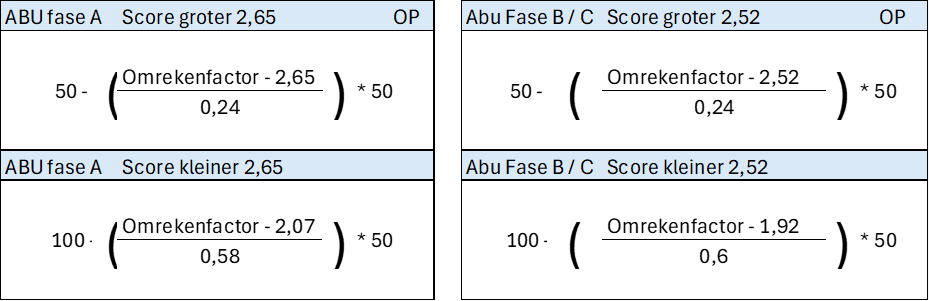 ABU fase A Score groter 2,65 OP
50 - ( Omrekenfactor - 2,65 ) * 50
0,24
ABU fase A Score kleiner 2,65
100 - ( Omrekenfactor - 2,07 ) * 50
0,58
Abu Fase B / C Score groter 2,52 OP
50 - ( Omrekenfactor - 2,52 ) * 50
0,24
Abu Fase B / C Score kleiner 2,52
100 - ( Omrekenfactor - 1,92 ) * 50
0,6